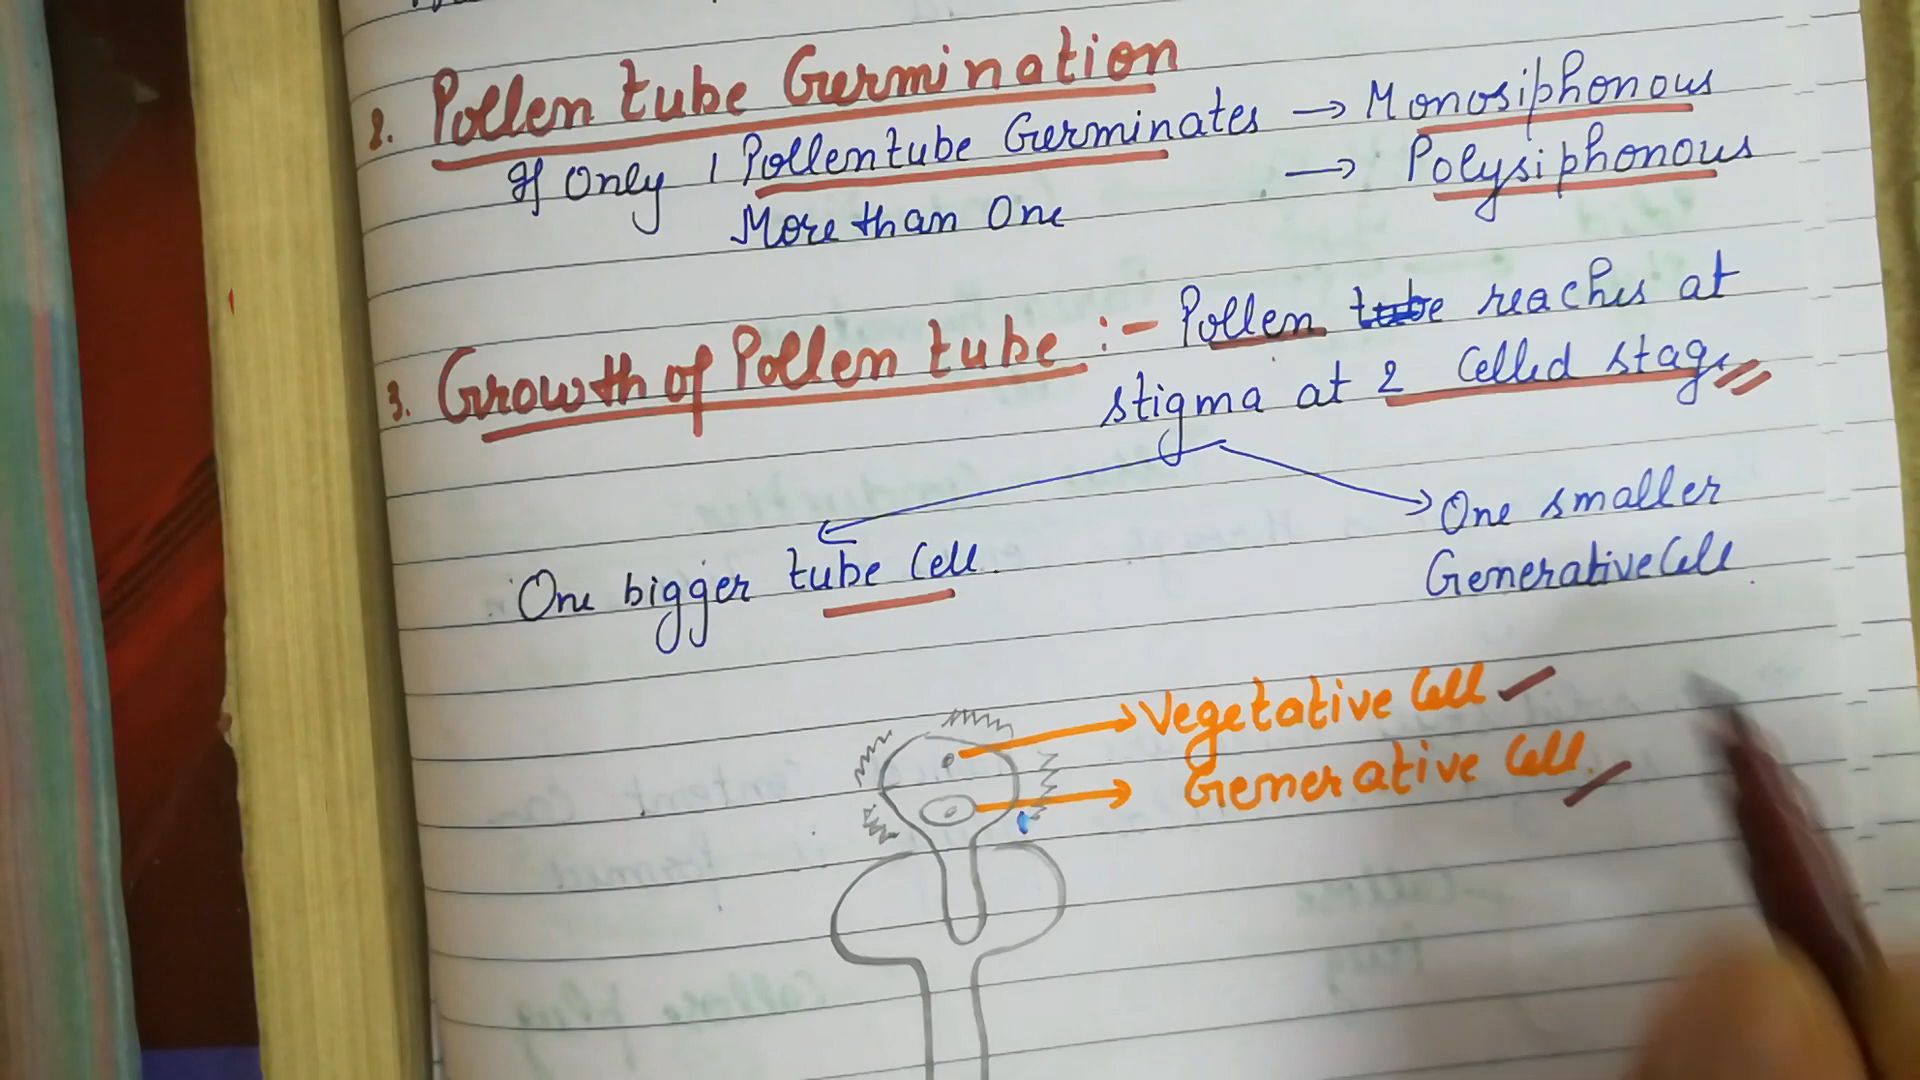 2. Pollen tube Germination
If Only 1 Pollentube Germinates → Monosiphonous
More than One → Polysiphonous
3. Growth of Pollen tube :- Pollen tube reaches at
stigma at 2 Celled stage
One bigger tube Cell.
One smaller
Generative Cell.
Vegetative Cell
Generative Cell.